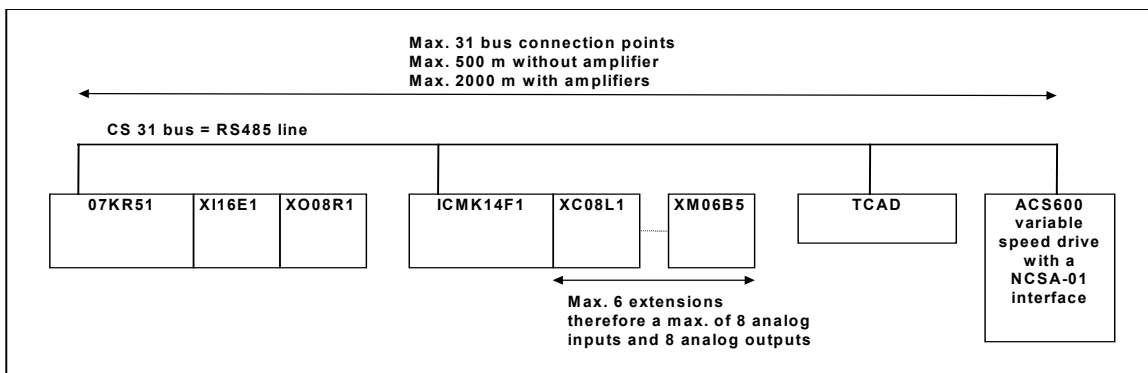 Max. 31 bus connection points
Max. 500 m without amplifier
Max. 2000 m with amplifiers
CS 31 bus = RS485 line
07KR51
XI16E1
XO08R1
ICMK14F1
XC08L1
XM06B5
TCAD
ACS600
variable
speed drive
with a
NCSA-01
interface
Max. 6 extensions
therefore a max. of 8 analog
inputs and 8 analog outputs